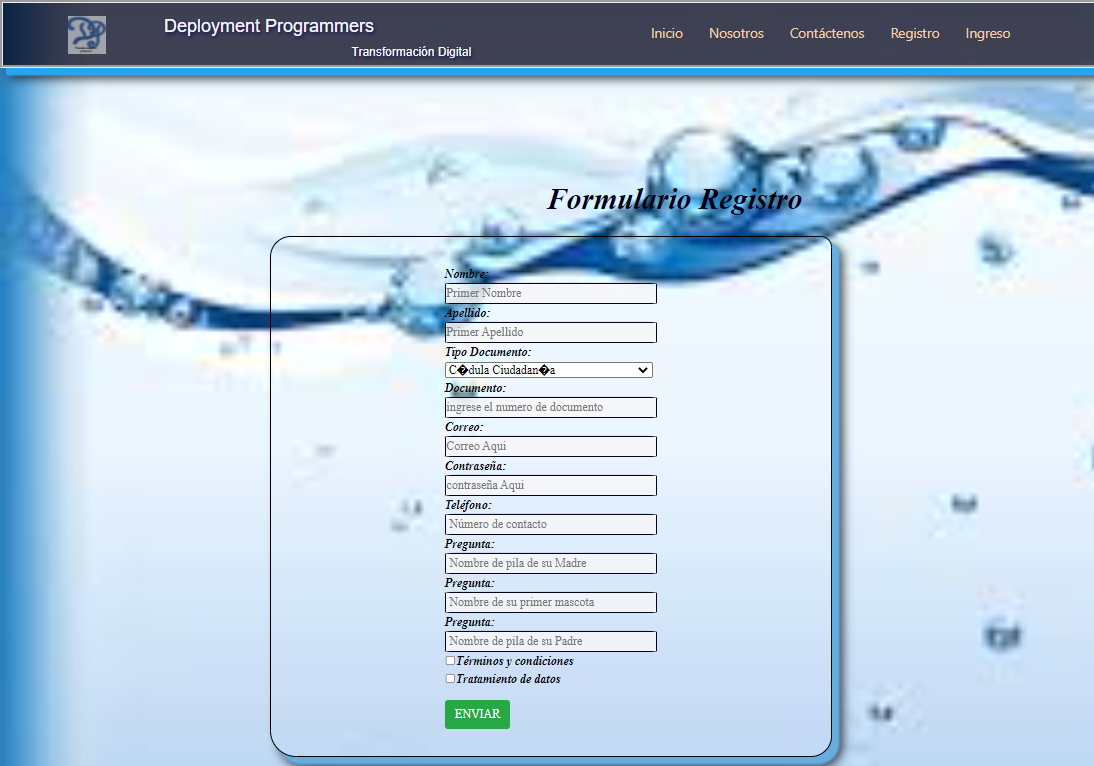 Deployment Programmers
Transformación Digital
Inicio Nosotros Contáctenos Registro Ingreso
Formulario Registro
Nombre:
Primer Nombre
Apellido:
Primer Apellido
Tipo Documento:
C�dula Ciudadan�a
Documento:
ingrese el numero de documento
Correo:
Correo Aqui
Contraseña:
contraseña Aqui
Teléfono:
Número de contacto
Pregunta:
Nombre de pila de su Madre
Pregunta:
Nombre de su primer mascota
Pregunta:
Nombre de pila de su Padre
Términos y condiciones
Tratamiento de datos
ENVIAR